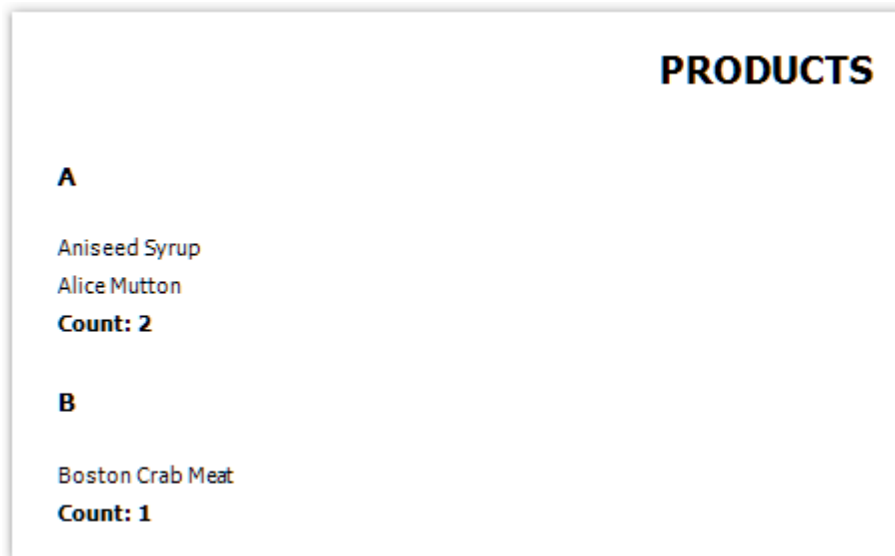 PRODUCTS
A
Aniseed Syrup
Alice Mutton
Count: 2
B
Boston Crab Meat
Count: 1